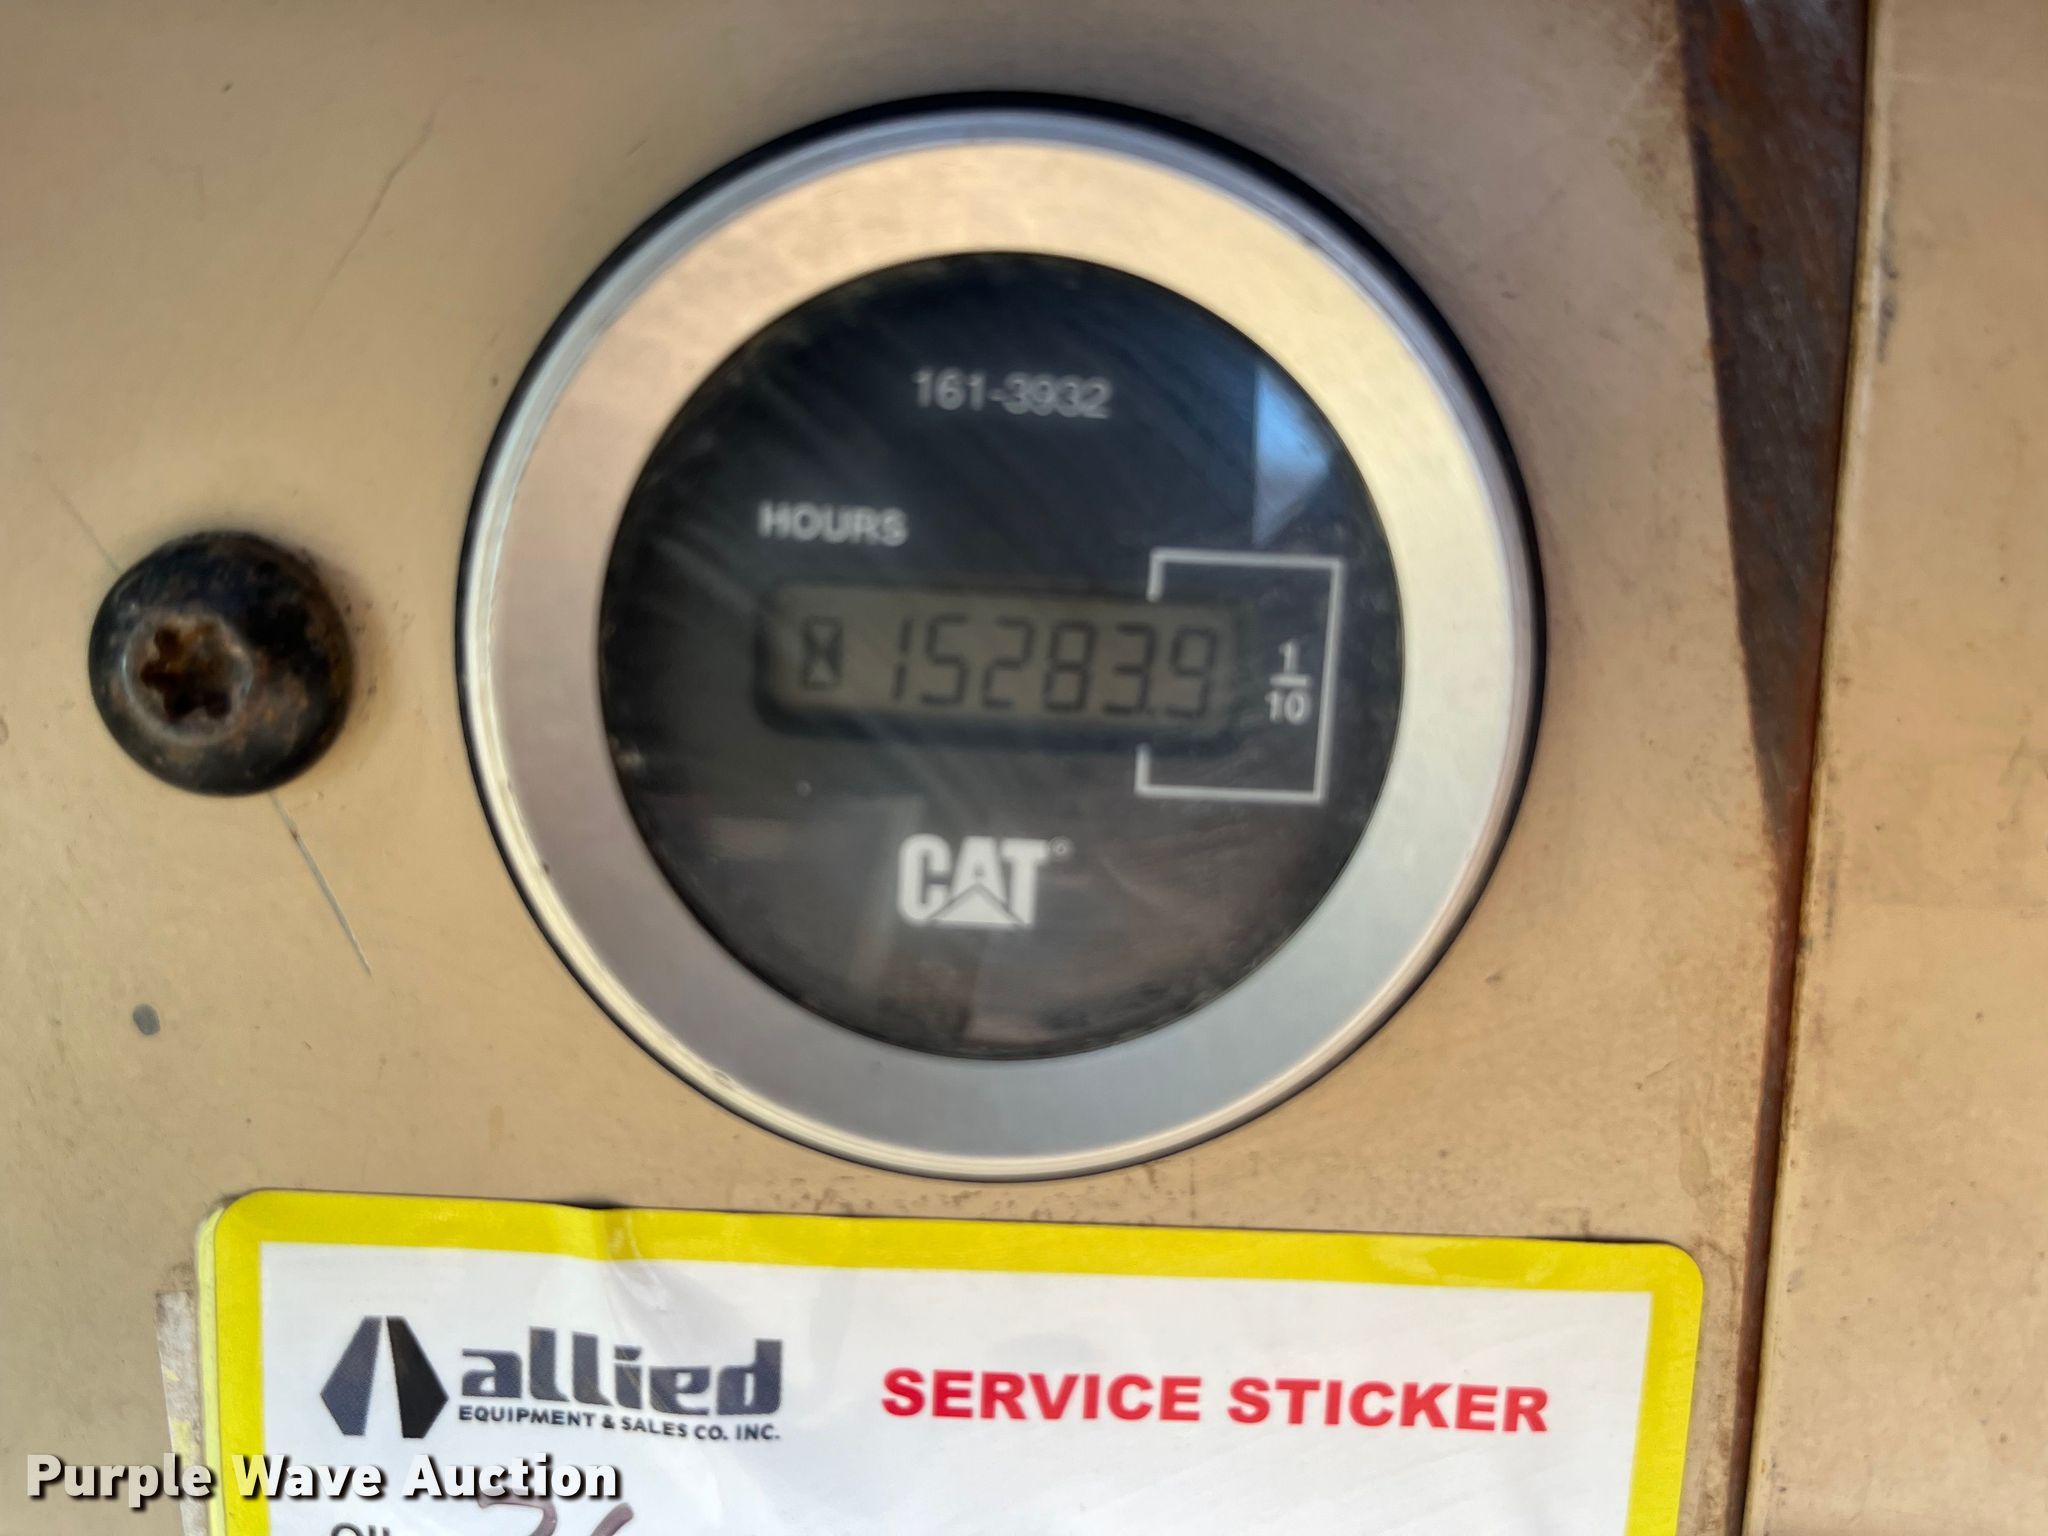 161-3932
HOURS
15283.9
1
10
CAT
allied
EQUIPMENT & SALES CO. INC.
SERVICE STICKER
Purple Wave Auction